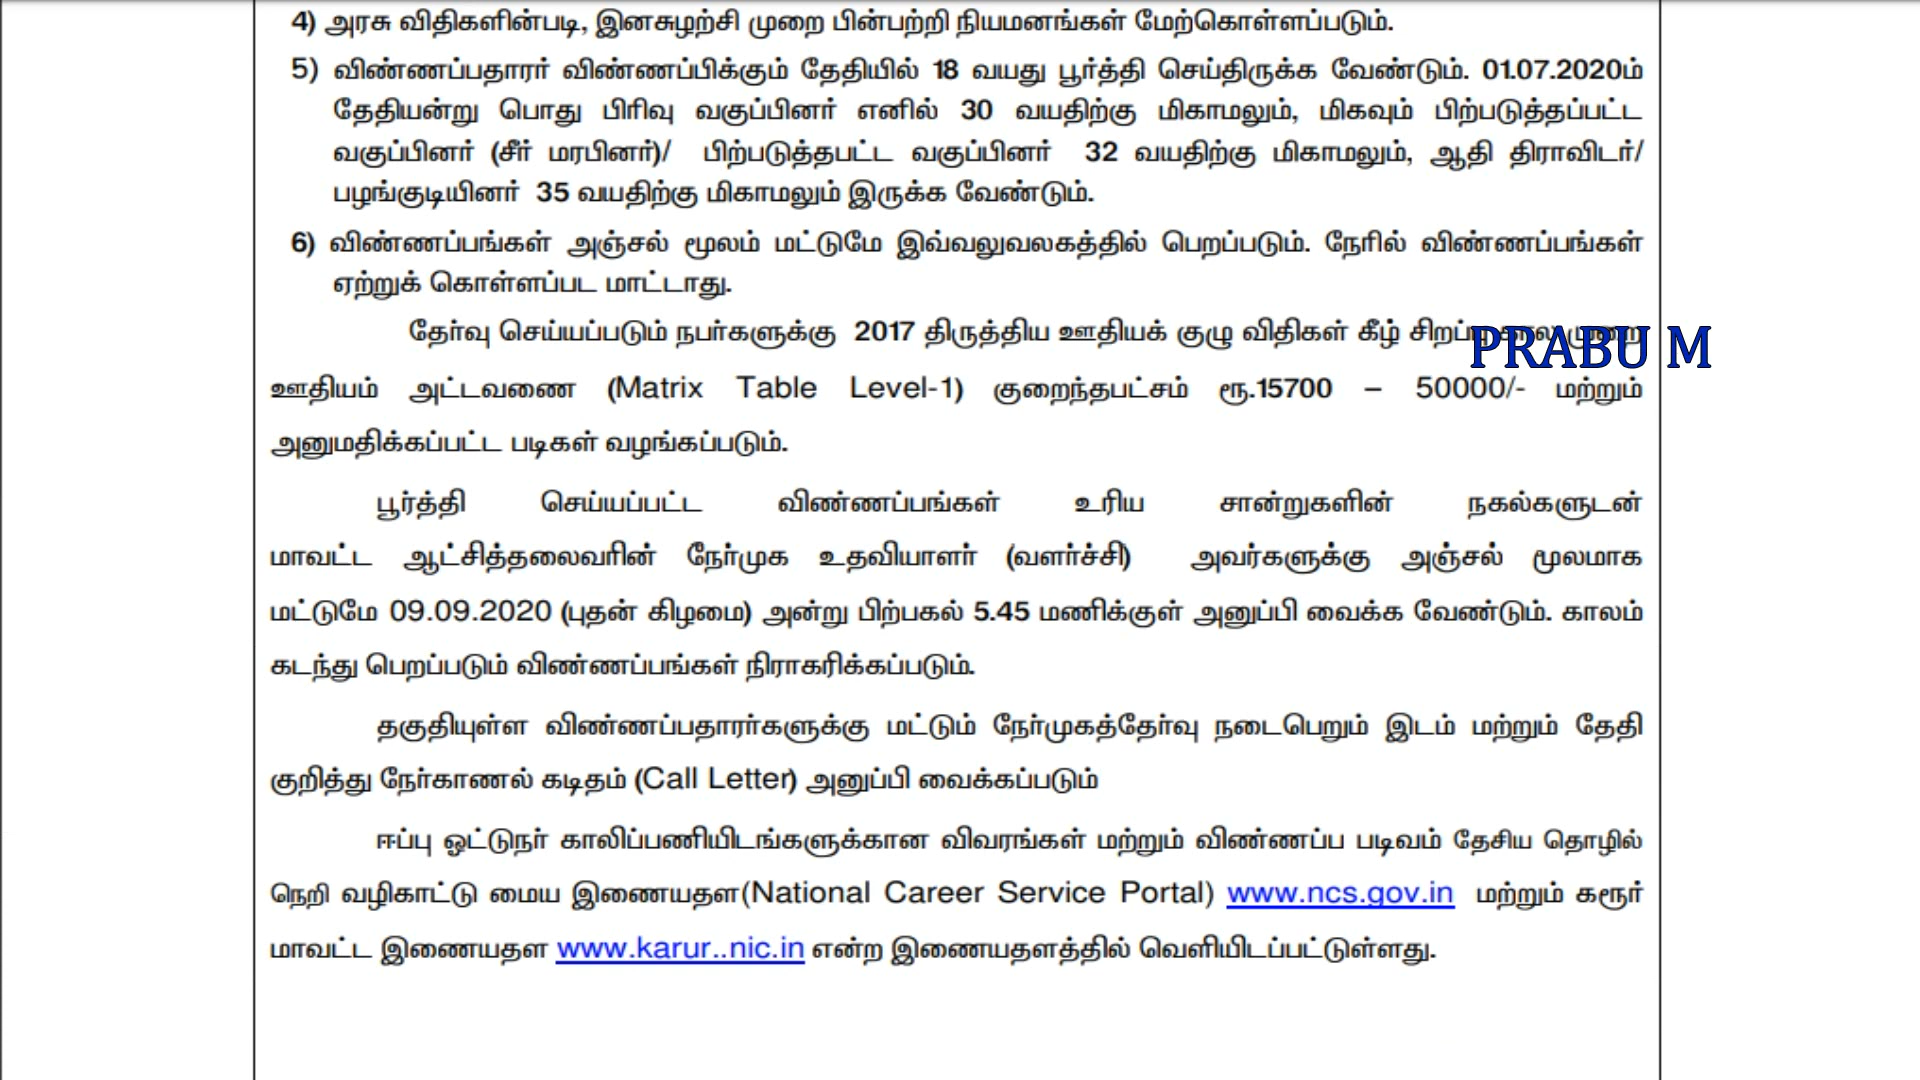 4) அரசு விதிகளின்படி, இனசுழற்சி முறை பின்பற்றி நியமனங்கள் மேற்கொள்ளப்படும்.
5) விண்ணப்பதாரர் விண்ணப்பிக்கும் தேதியில் 18 வயது பூர்த்தி செய்திருக்க வேண்டும். 01.07.2020ம்
தேதியன்று பொது பிரிவு வகுப்பினர் எனில் 30 வயதிற்கு மிகாமலும், மிகவும் பிற்படுத்தப்பட்ட
வகுப்பினர் (சீர் மரபினர்)/ பிற்படுத்தபட்ட வகுப்பினர் 32 வயதிற்கு மிகாமலும், ஆதி திராவிடர்/
பழங்குடியினர் 35 வயதிற்கு மிகாமலும் இருக்க வேண்டும்.
6) விண்ணப்பங்கள் அஞ்சல் மூலம் மட்டுமே இவ்வலுவலகத்தில் பெறப்படும். நேரில் விண்ணப்பங்கள்
ஏற்றுக் கொள்ளப்பட மாட்டாது.
தேர்வு செய்யப்படும் நபர்களுக்கு 2017 திருத்திய ஊதியக் குழு விதிகள் கீழ் சிறப்பு கால முறை
PRABU M
ஊதியம் அட்டவணை (Matrix Table Level-1) குறைந்தபட்சம் ரூ.15700 – 50000/- மற்றும்
அனுமதிக்கப்பட்ட படிகள் வழங்கப்படும்.
பூர்த்தி செய்யப்பட்ட விண்ணப்பங்கள் உரிய சான்றுகளின் நகல்களுடன்
மாவட்ட ஆட்சித்தலைவரின் நேர்முக உதவியாளர் (வளர்ச்சி) அவர்களுக்கு அஞ்சல் மூலமாக
மட்டுமே 09.09.2020 (புதன் கிழமை) அன்று பிற்பகல் 5.45 மணிக்குள் அனுப்பி வைக்க வேண்டும். காலம்
கடந்து பெறப்படும் விண்ணப்பங்கள் நிராகரிக்கப்படும்.
தகுதியுள்ள விண்ணப்பதாரர்களுக்கு மட்டும் நேர்முகத்தேர்வு நடைபெறும் இடம் மற்றும் தேதி
குறித்து நேர்காணல் கடிதம் (Call Letter) அனுப்பி வைக்கப்படும்
ஈப்பு ஓட்டுநர் காலிப்பணியிடங்களுக்கான விவரங்கள் மற்றும் விண்ணப்ப படிவம் தேசிய தொழில்
நெறி வழிகாட்டு மைய இணையதள(National Career Service Portal) www.ncs.gov.in மற்றும் கரூர்
மாவட்ட இணையதள www.karur..nic.in என்ற இணையதளத்தில் வெளியிடப்பட்டுள்ளது.